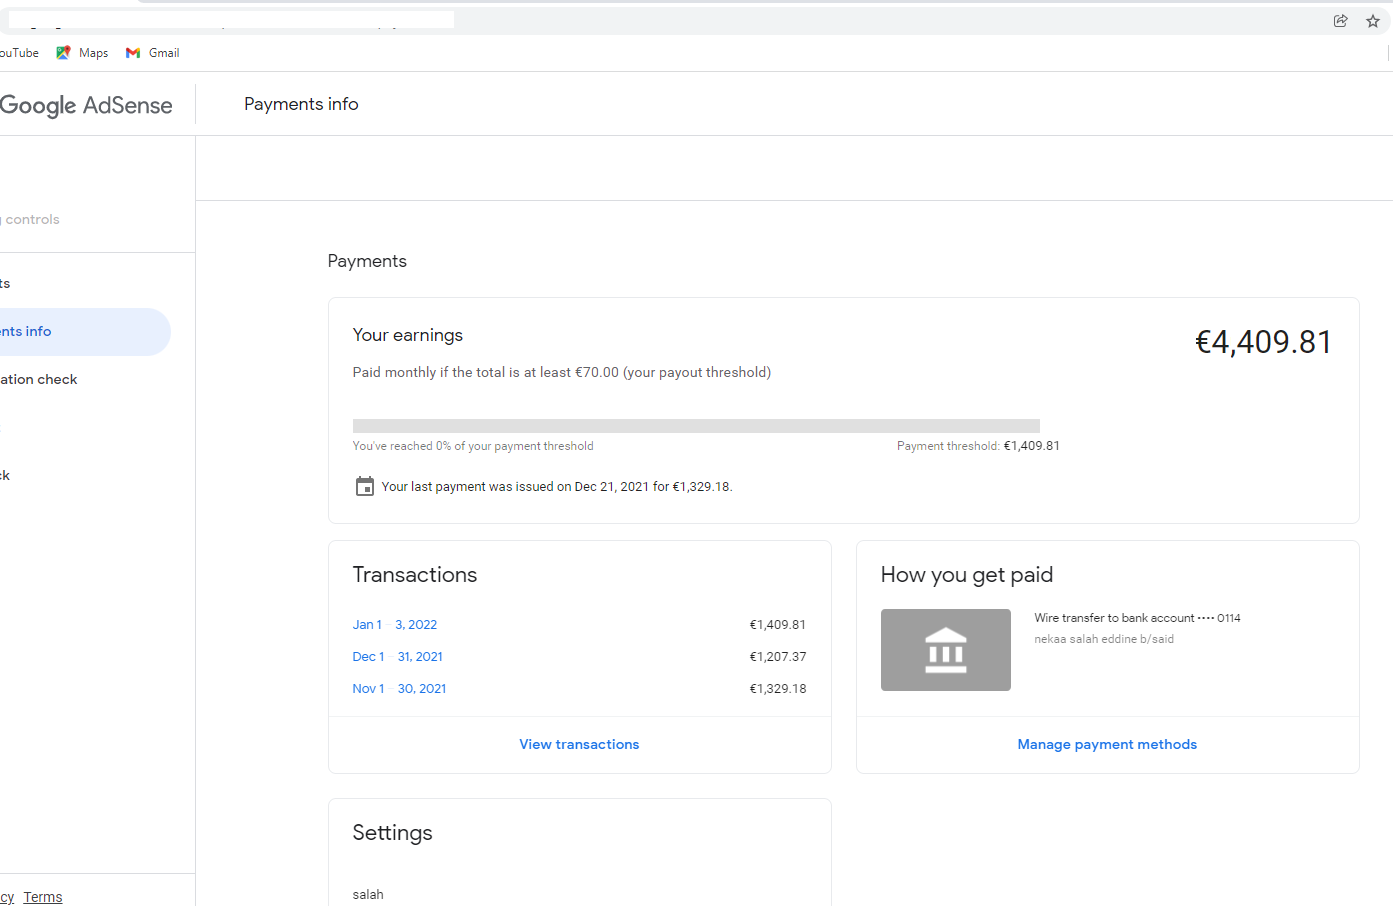 ouTube Maps Gmail
Google AdSense
Payments info
g controls
ts
ents info
ation check
ck
cy Terms
Payments
Your earnings
€4,409.81
Paid monthly if the total is at least €70.00 (your payout threshold)
You've reached 0% of your payment threshold
Payment threshold: €1,409.81
Your last payment was issued on Dec 21, 2021 for €1,329.18.
Transactions
Jan 1 – 3, 2022 €1,409.81
Dec 1 – 31, 2021 €1,207.37
Nov 1 – 30, 2021 €1,329.18
View transactions
How you get paid
Wire transfer to bank account •••• 0114
nekaa salah eddine b/said
Manage payment methods
Settings
salah